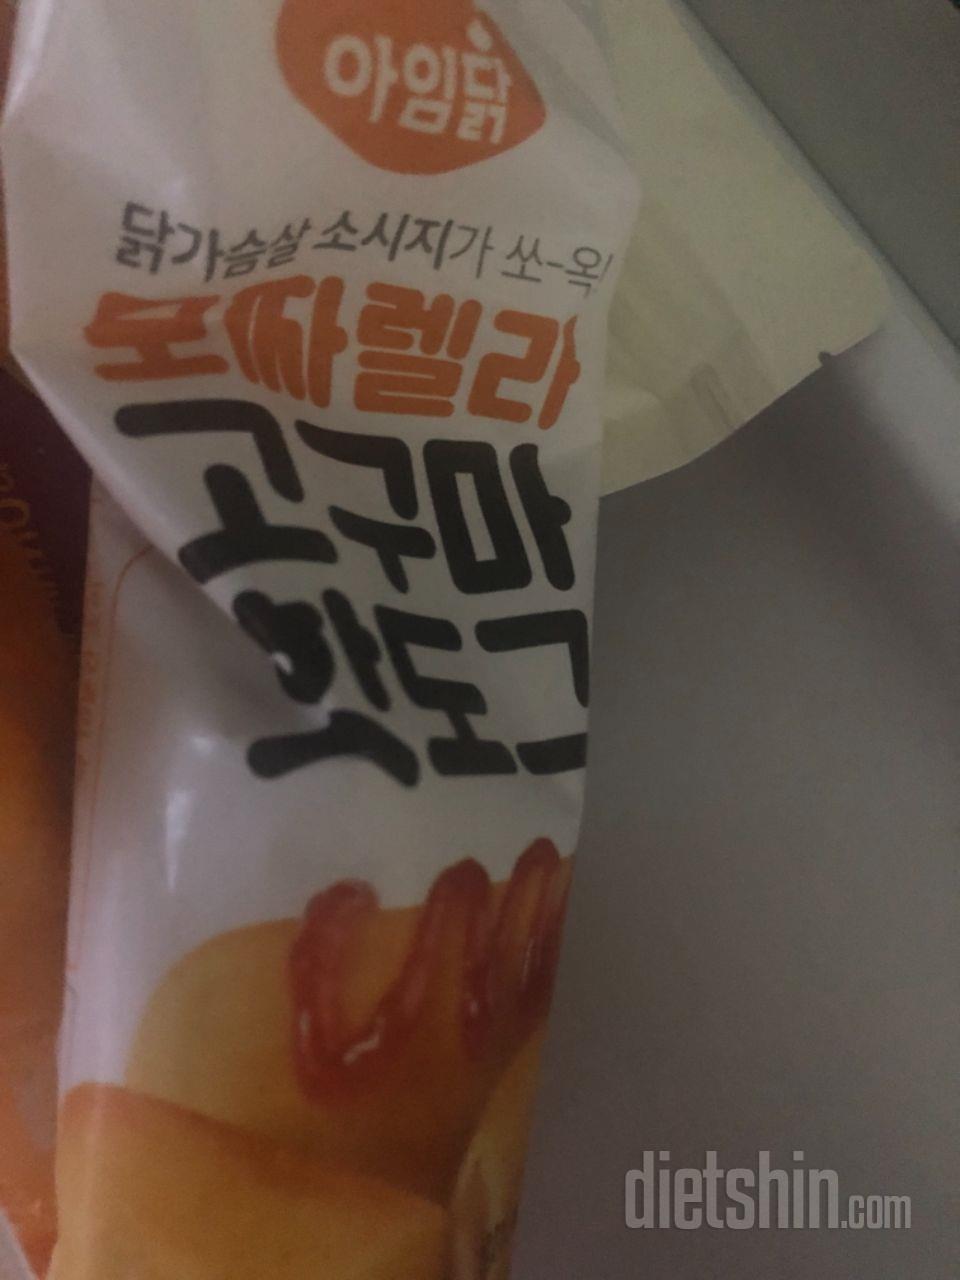 아임닭
닭가슴살 소시지가 쏘-옥!
모짜렐라
고구마
핫도그
dietshin.com